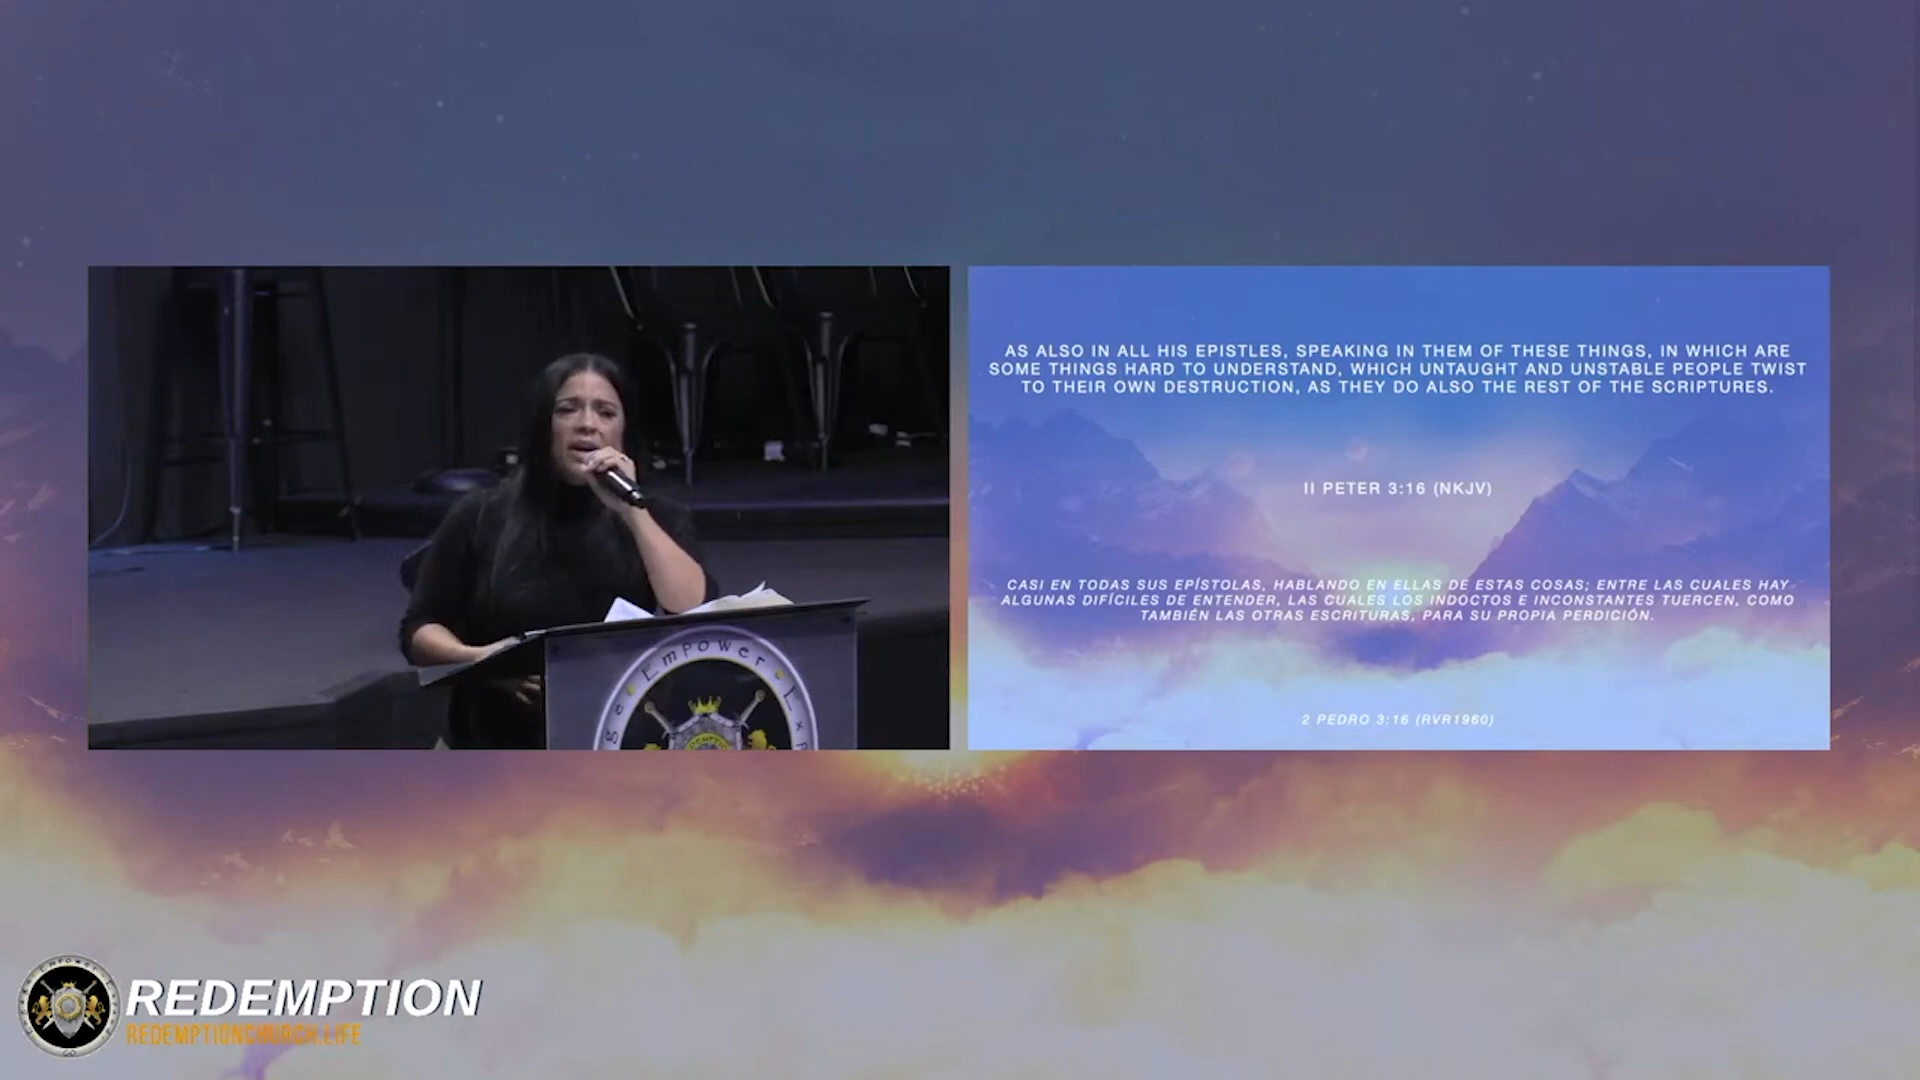 AS ALSO IN ALL HIS EPISTLES, SPEAKING IN THEM OF THESE THINGS, IN WHICH ARE
SOME THINGS HARD TO UNDERSTAND, WHICH UNTAUGHT AND UNSTABLE PEOPLE TWIST
TO THEIR OWN DESTRUCTION, AS THEY DO ALSO THE REST OF THE SCRIPTURES.
II PETER 3:16 (NKJV)
CASI EN TODAS SUS EPÍSTOLAS, HABLANDO EN ELLAS DE ESTAS COSAS; ENTRE LAS CUALES HAY
ALGUNAS DIFÍCILES DE ENTENDER, LAS CUALES LOS INDOCTOS E INCONSTANTES TUERCEN, COMO
TAMBIÉN LAS OTRAS ESCRITURAS, PARA SU PROPIA PERDICIÓN.
2 PEDRO 3:16 (RVR1960)
Empower
REDEMPTION
REDEMPTIONCHURCH.LIFE